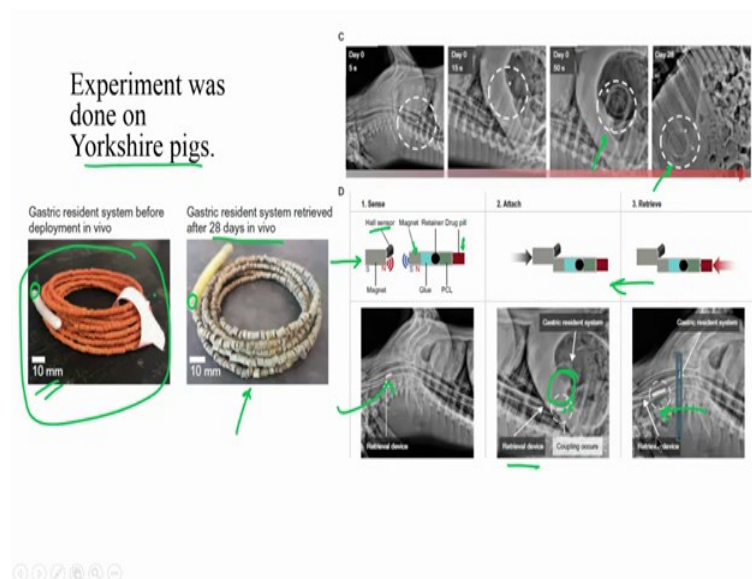 Experiment was
done on
Yorkshire pigs.
Gastric resident system before
deployment in vivo
10 mm
Gastric resident system retrieved
after 28 days in vivo
10 mm
C
Day 0
5 s
Day 0
15 s
Day 0
50 s
Day 28
D
1. Sense
2. Attach
3. Retrieve
Hall sensor
Magnet
Retainer
Drug pill
S
N
S
N
Magnet
Glue
PCL
Retrieval device
Gastric resident system
Retrieval device
Coupling occurs
Gastric resident system
Retrieval device